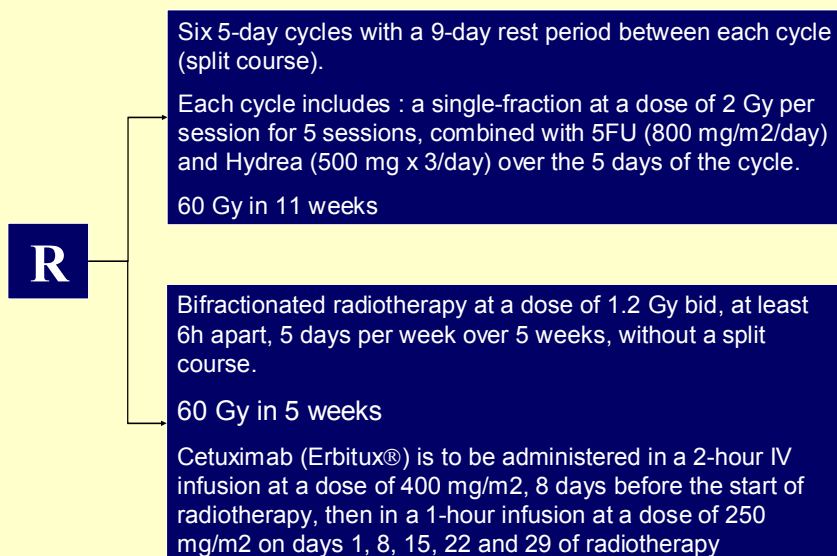 Six 5-day cycles with a 9-day rest period between each cycle
(split course).
Each cycle includes : a single-fraction at a dose of 2 Gy per
session for 5 sessions, combined with 5FU (800 mg/m2/day)
and Hydrea (500 mg x 3/day) over the 5 days of the cycle.
60 Gy in 11 weeks
R
Bifractionated radiotherapy at a dose of 1.2 Gy bid, at least
6h apart, 5 days per week over 5 weeks, without a split
course.
60 Gy in 5 weeks
Cetuximab (Erbitux®) is to be administered in a 2-hour IV
infusion at a dose of 400 mg/m2, 8 days before the start of
radiotherapy, then in a 1-hour infusion at a dose of 250
mg/m2 on days 1, 8, 15, 22 and 29 of radiotherapy